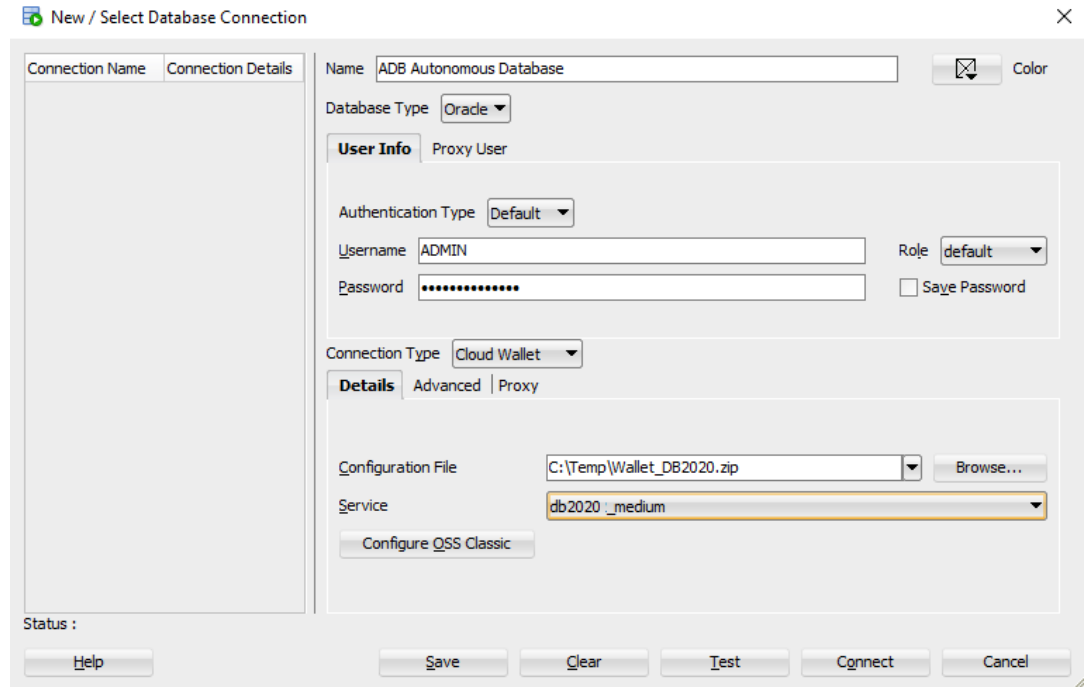 New / Select Database Connection
Connection Name Connection Details
Name ADB Autonomous Database Color
Database Type Oracle
User Info Proxy User
Authentication Type Default
Username ADMIN Role default
Password •••••••••••••• Save Password
Connection Type Cloud Wallet
Details Advanced Proxy
Configuration File C:\Temp\Wallet_DB2020.zip Browse...
Service db2020 :_medium
Configure OSS Classic
Status :
Help Save Clear Test Connect Cancel